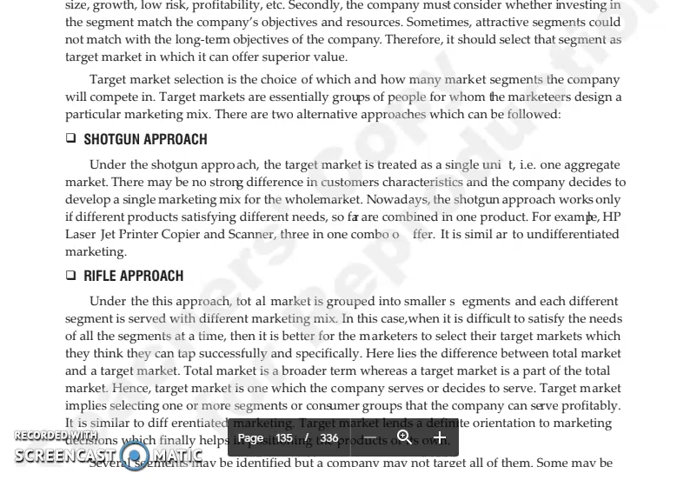 size, growth, low risk, profitability, etc. Secondly, the company must consider whether investing in
the segment match the company's objectives and resources. Sometimes, attractive segments could
not match with the long-term objectives of the company. Therefore, it should select that segment as
target market in which it can offer superior value.
Target market selection is the choice of which and how many market segments the company
will compete in. Target markets are essentially groups of people for whom the marketeers design a
particular marketing mix. There are two alternative approaches which can be followed:
❑ SHOTGUN APPROACH
Under the shotgun approach, the target market is treated as a single uni t, i.e. one aggregate
market. There may be no strong difference in customers characteristics and the company decides to
develop a single marketing mix for the wholemarket. Nowadays, the shotgun approach works only
if different products satisfying different needs, so far are combined in one product. For example, HP
Laser Jet Printer Copier and Scanner, three in one combo o ffer. It is simil ar to undifferentiated
marketing.
❑ RIFLE APPROACH
Under the this approach, tot al market is grouped into smaller s egments and each different
segment is served with different marketing mix. In this case,when it is difficult to satisfy the needs
of all the segments at a time, then it is better for the marketers to select their target markets which
they think they can tap successfully and specifically. Here lies the difference between total market
and a target market. Total market is a broader term whereas a target market is a part of the total
market. Hence, target market is one which the company serves or decides to serve. Target market
implies selecting one or more segments or consumer groups that the company can serve profitably.
It is similar to diff erentiated marketing. Target market lends a definite orientation to marketing
decisions which finally helps
Page 135 / 336 — +
RECORDED WITH
SCREENCAST MATIC
Several segments may be identified but a company may not target all of them. Some may be